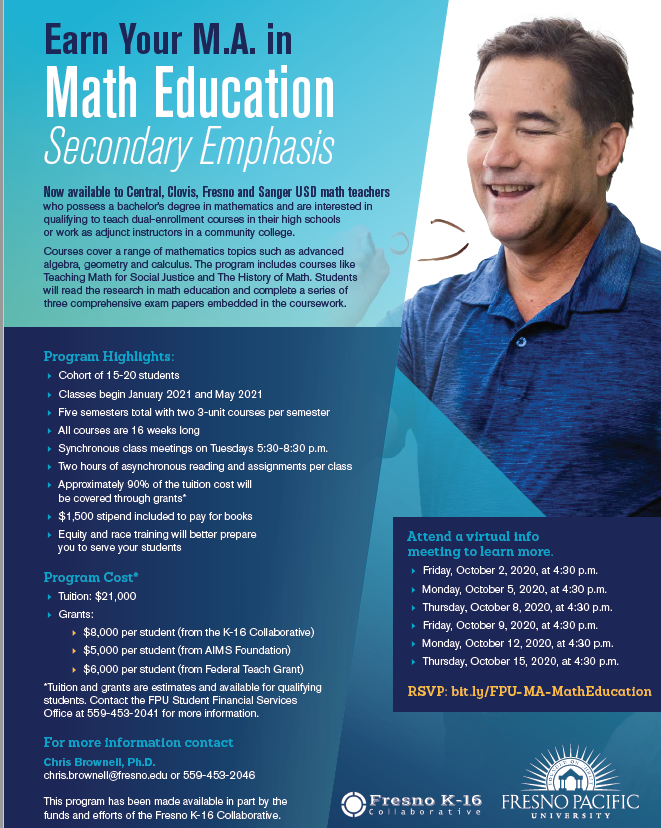 Earn Your M.A. in
Math Education
Secondary Emphasis
Now available to Central, Clovis, Fresno and Sanger USD math teachers
who possess a bachelor's degree in mathematics and are interested in
qualifying to teach dual-enrollment courses in their high schools
or work as adjunct instructors in a community college.
Courses cover a range of mathematics topics such as advanced
algebra, geometry and calculus. The program includes courses like
Teaching Math for Social Justice and The History of Math. Students
will read the research in math education and complete a series of
three comprehensive exam papers embedded in the coursework.
Program Highlights:
Cohort of 15-20 students
Classes begin January 2021 and May 2021
Five semesters total with two 3-unit courses per semester
All courses are 16 weeks long
Synchronous class meetings on Tuesdays 5:30-8:30 p.m.
Two hours of asynchronous reading and assignments per class
Approximately 90% of the tuition cost will
be covered through grants*
$1,500 stipend included to pay for books
Equity and race training will better prepare
you to serve your students
Program Cost*
Tuition: $21,000
Grants:
$8,000 per student (from the K-16 Collaborative)
$5,000 per student (from AIMS Foundation)
$6,000 per student (from Federal Teach Grant)
*Tuition and grants are estimates and available for qualifying
students. Contact the FPU Student Financial Services
Office at 559-453-2041 for more information.
For more information contact
Chris Brownell, Ph.D.
chris.brownell@fresno.edu or 559-453-2046
This program has been made available in part by the
funds and efforts of the Fresno K-16 Collaborative.
Attend a virtual info
meeting to learn more.
Friday, October 2, 2020, at 4:30 p.m.
Monday, October 5, 2020, at 4:30 p.m.
Thursday, October 8, 2020, at 4:30 p.m.
Friday, October 9, 2020, at 4:30 p.m.
Monday, October 12, 2020, at 4:30 p.m.
Thursday, October 15, 2020, at 4:30 p.m.
RSVP: bit.ly/FPU-MA-MathEducation
Fresno K-16
Collaborative
FRESNO PACIFIC
UNIVERSITY